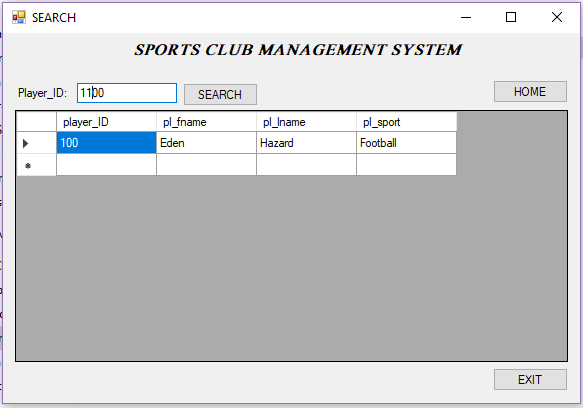 SEARCH
SPORTS CLUB MANAGEMENT SYSTEM
Player_ID: 1100 SEARCH HOME
player_ID pl_fname pl_lname pl_sport
100 Eden Hazard Football
EXIT